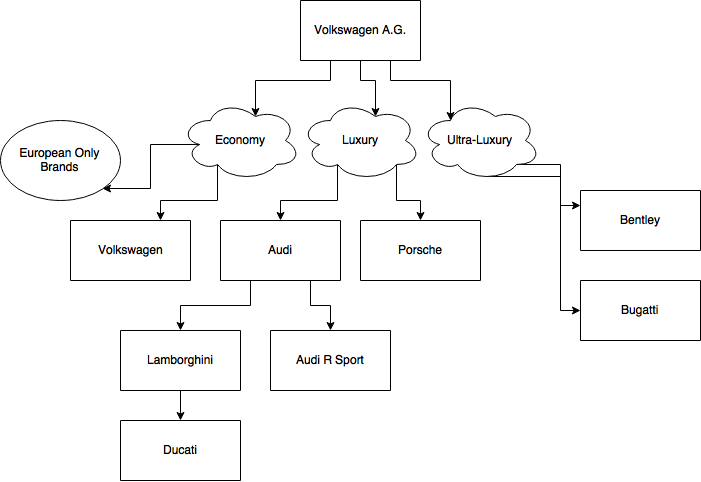 Volkswagen A.G.
Economy
Luxury
Ultra-Luxury
European Only
Brands
Volkswagen
Audi
Porsche
Bentley
Bugatti
Lamborghini
Audi R Sport
Ducati